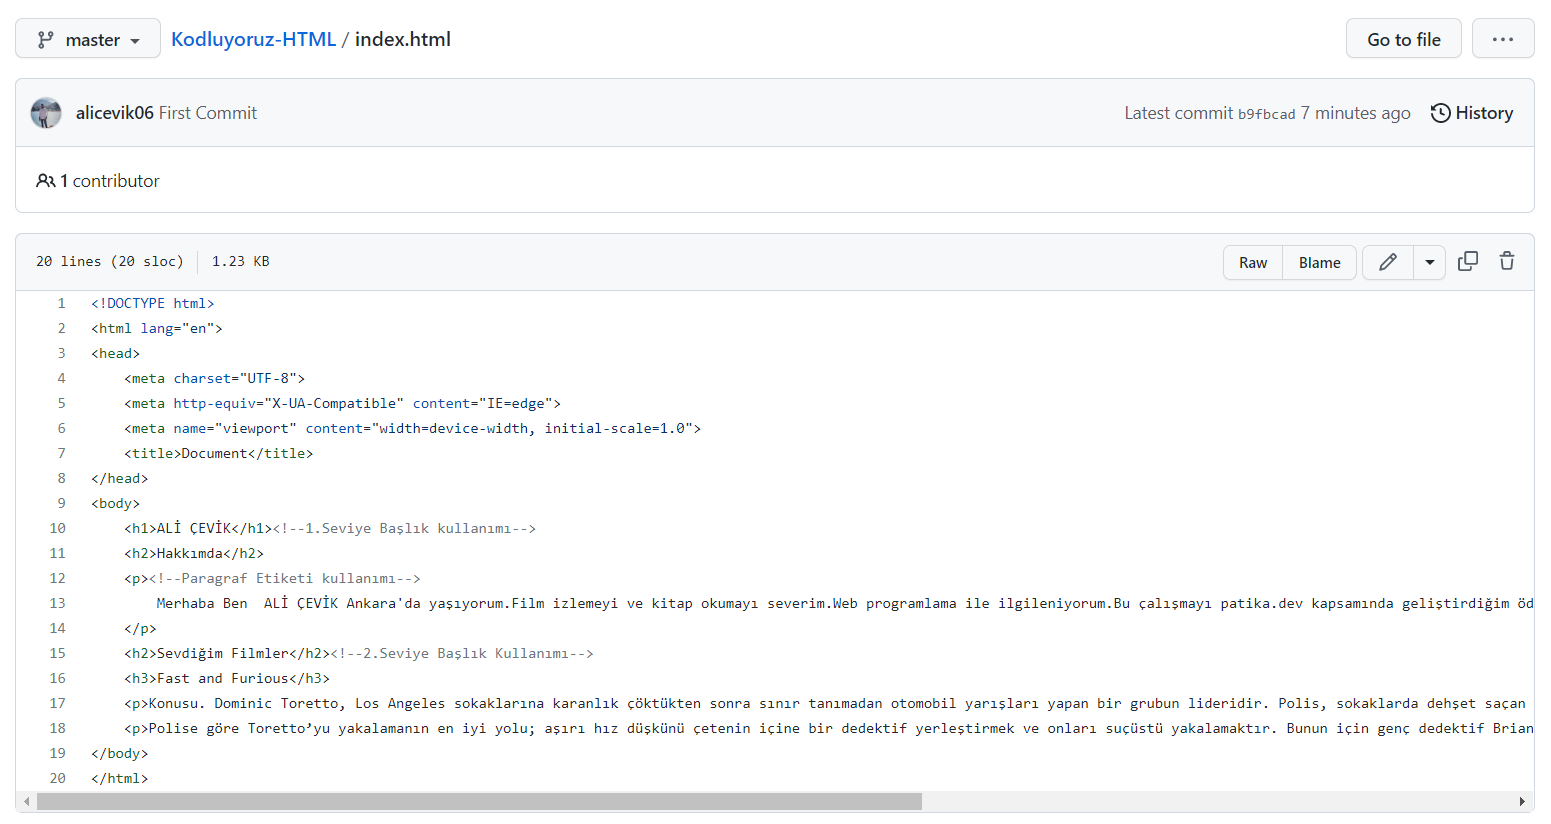 master Kodluyoruz-HTML / index.html Go to file ...
alicevik06 First Commit Latest commit b9fbcad 7 minutes ago History
1 contributor
20 lines (20 sloc) 1.23 KB Raw Blame
1 <!DOCTYPE html>
2 <html lang="en">
3 <head>
4 <meta charset="UTF-8">
5 <meta http-equiv="X-UA-Compatible" content="IE=edge">
6 <meta name="viewport" content="width=device-width, initial-scale=1.0">
7 <title>Document</title>
8 </head>
9 <body>
10 <h1>ALİ ÇEVİK</h1><!--1.Seviye Başlık kullanımı-->
11 <h2>Hakkımda</h2>
12 <p><!--Paragraf Etiketi kullanımı-->
13 Merhaba Ben  ALİ ÇEVİK Ankara'da yaşıyorum.Film izlemeyi ve kitap okumayı severim.Web programlama ile ilgileniyorum.Bu çalışmayı patika.dev kapsamında geliştirdiğim öd
14 </p>
15 <h2>Sevdiğim Filmler</h2><!--2.Seviye Başlık Kullanımı-->
16 <h3>Fast and Furious</h3>
17 <p>Konusu. Dominic Toretto, Los Angeles sokaklarına karanlık çöktükten sonra sınır tanımadan otomobil yarışları yapan bir grubun lideridir. Polis, sokaklarda dehşet saçan
18 <p>Polise göre Toretto’yu yakalamanın en iyi yolu; aşırı hız düşkünü çetenin içine bir dedektif yerleştirmek ve onları suçüstü yakalamaktır. Bunun için genç dedektif Brian
19 </body>
20 </html>